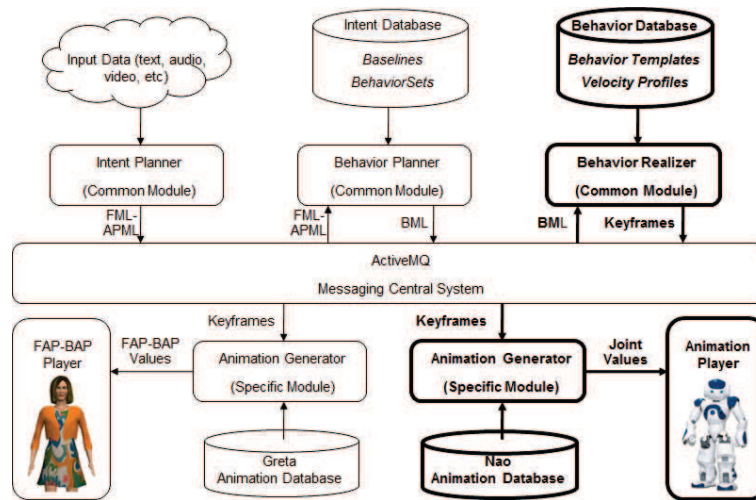 Input Data (text, audio,
video, etc)
Intent Database
Baselines
BehaviorSets
Behavior Database
Behavior Templates
Velocity Profiles
Intent Planner
(Common Module)
Behavior Planner
(Common Module)
Behavior Realizer
(Common Module)
FML-
APML
FML-
APML
BML
BML
Keyframes
ActiveMQ
Messaging Central System
Keyframes
Keyframes
FAP-BAP
Player
FAP-BAP
Values
Animation Generator
(Specific Module)
Animation Generator
(Specific Module)
Joint
Values
Animation
Player
Greta
Animation Database
Nao
Animation Database